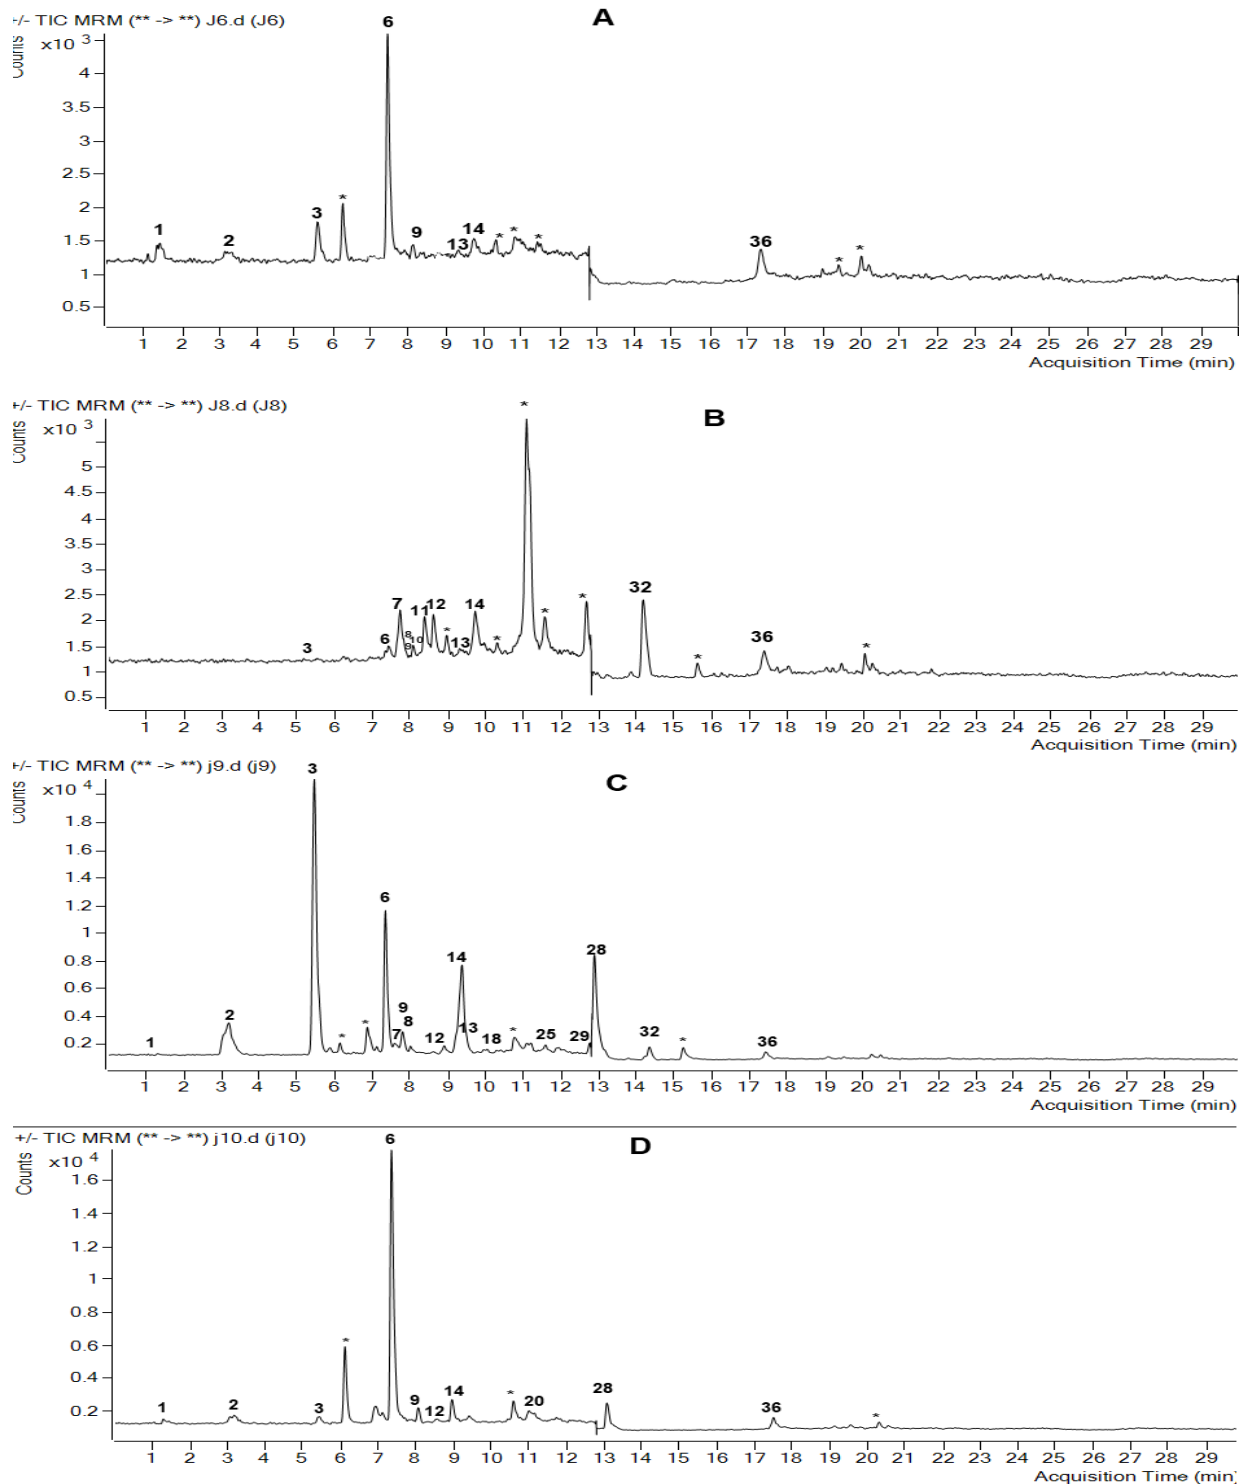 +/- TIC MRM (** -> **) J6.d (J6)
A
Counts
x10 3
4
3.5
3
2.5
2
1.5
1
0.5
1 2 3 * 6 9 13 14 * * * 36 * *
1 2 3 4 5 6 7 8 9 10 11 12 13 14 15 16 17 18 19 20 21 22 23 24 25 26 27 28 29
Acquisition Time (min)
+/- TIC MRM (** -> **) J8.d (J8)
B
Counts
x10 3
5
4.5
4
3.5
3
2.5
2
1.5
1
0.5
3 6 7 8 9 10 11 12 * 13 14 * * * * 32 * 36 *
1 2 3 4 5 6 7 8 9 10 11 12 13 14 15 16 17 18 19 20 21 22 23 24 25 26 27 28 29
Acquisition Time (min)
+/- TIC MRM (** -> **) j9.d (j9)
C
Counts
x10 4
1.8
1.6
1.4
1.2
1
0.8
0.6
0.4
0.2
1 2 3 * * 6 7 9 8 12 14 13 18 * 25 29 28 32 * 36
1 2 3 4 5 6 7 8 9 10 11 12 13 14 15 16 17 18 19 20 21 22 23 24 25 26 27 28 29
Acquisition Time (min)
+/- TIC MRM (** -> **) j10.d (j10)
D
Counts
x10 4
1.6
1.4
1.2
1
0.8
0.6
0.4
0.2
1 2 3 * 6 9 12 14 * 20 28 36 *
1 2 3 4 5 6 7 8 9 10 11 12 13 14 15 16 17 18 19 20 21 22 23 24 25 26 27 28 29
Acquisition Time (min)